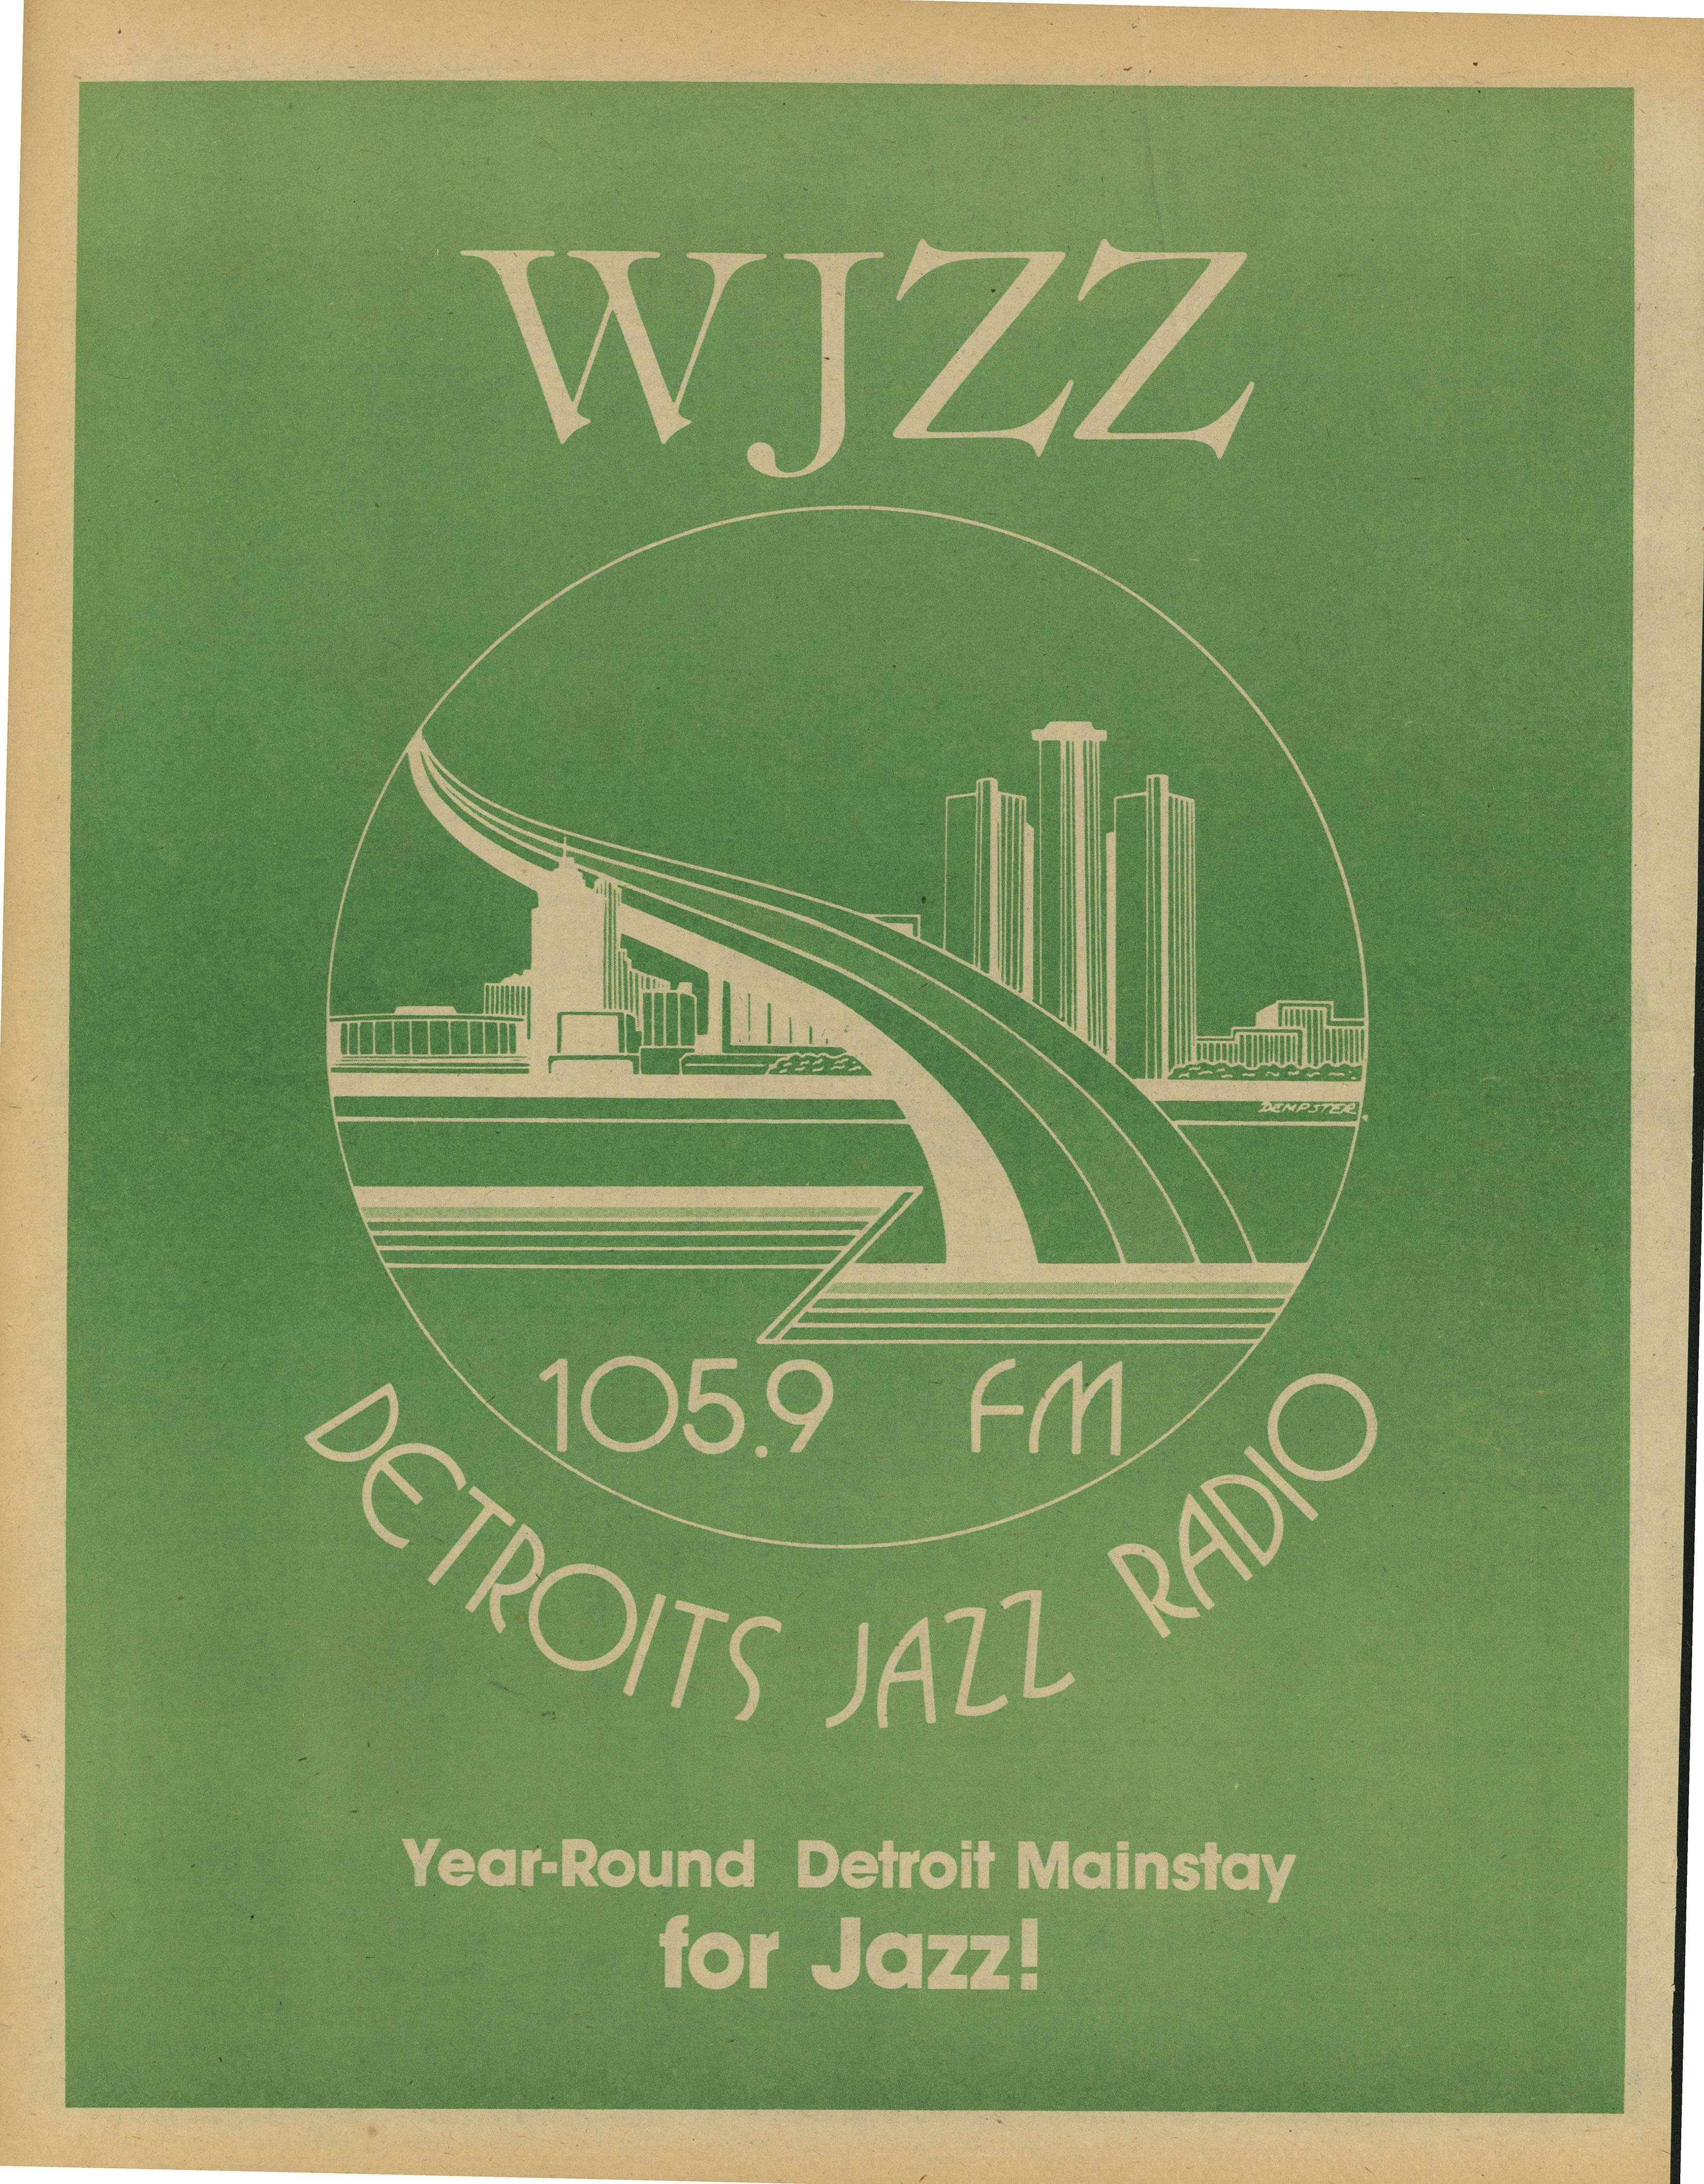 WJZZ
DEMPSTER
105.9 FM
DETROITS JAZZ RADIO
Year-Round Detroit Mainstay
for Jazz!